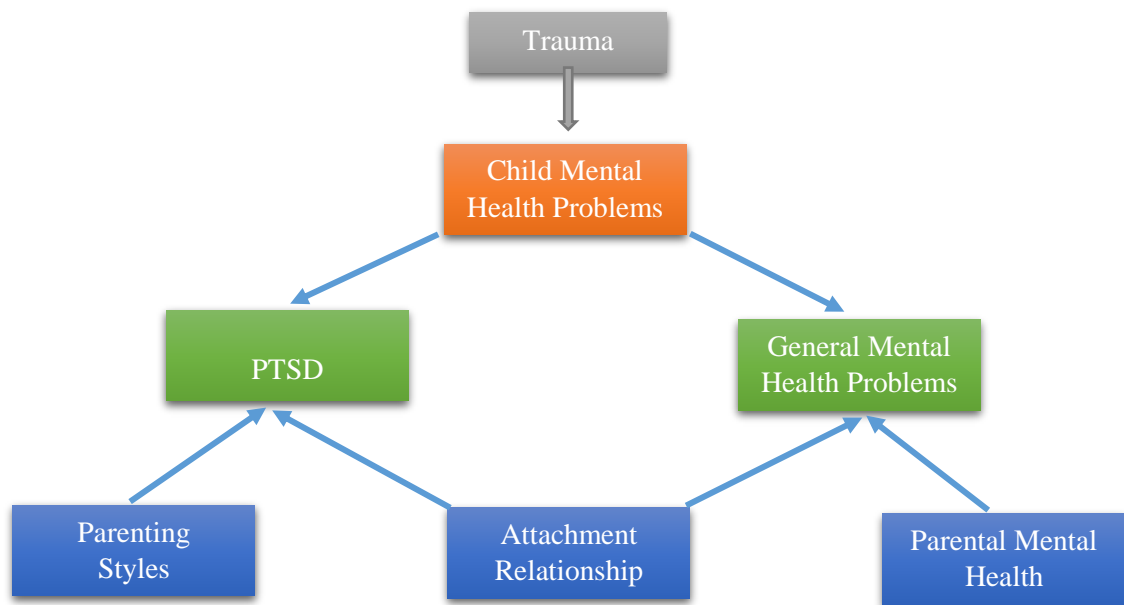 Trauma
Child Mental
Health Problems
PTSD
General Mental
Health Problems
Parenting
Styles
Attachment
Relationship
Parental Mental
Health